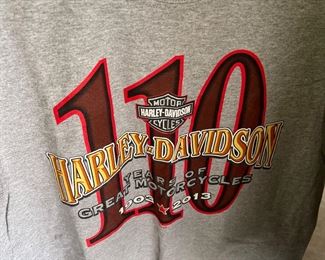 110
MOTOR
HARLEY-DAVIDSON
CYCLES
HARLEY-DAVIDSON
YEARS OF
GREAT MOTORCYCLES
1903 ★ 2013